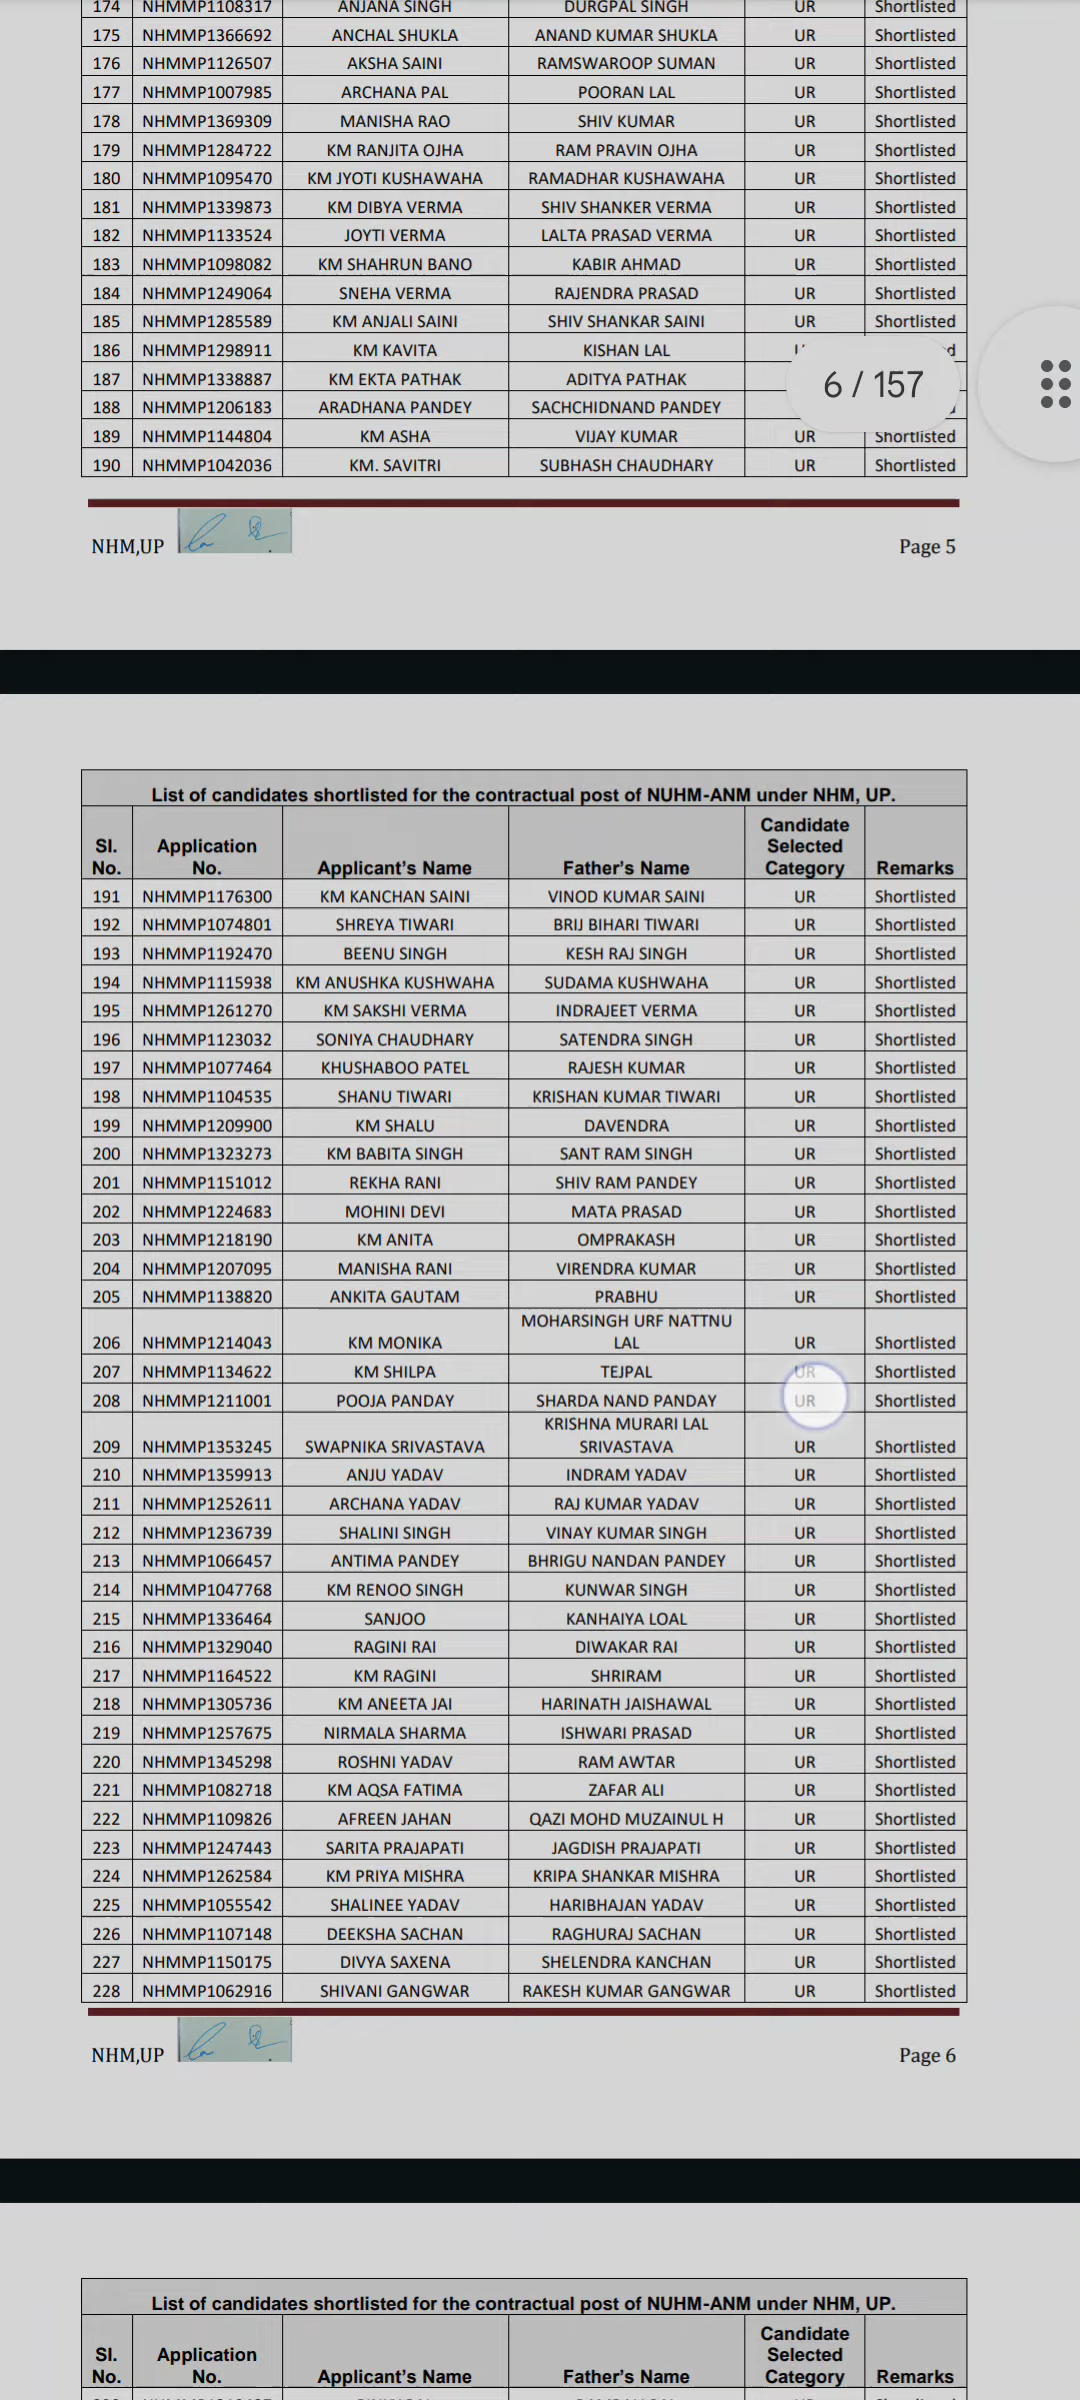 174 NHMMP1108317 ANJANA SINGH DURGPAL SINGH UR Shortlisted
175 NHMMP1366692 ANCHAL SHUKLA ANAND KUMAR SHUKLA UR Shortlisted
176 NHMMP1126507 AKSHA SAINI RAMSWAROOP SUMAN UR Shortlisted
177 NHMMP1007985 ARCHANA PAL POORAN LAL UR Shortlisted
178 NHMMP1369309 MANISHA RAO SHIV KUMAR UR Shortlisted
179 NHMMP1284722 KM RANJITA OJHA RAM PRAVIN OJHA UR Shortlisted
180 NHMMP1095470 KM JYOTI KUSHAWAHA RAMADHAR KUSHAWAHA UR Shortlisted
181 NHMMP1339873 KM DIBYA VERMA SHIV SHANKER VERMA UR Shortlisted
182 NHMMP1133524 JOYTI VERMA LALTA PRASAD VERMA UR Shortlisted
183 NHMMP1098082 KM SHAHRUN BANO KABIR AHMAD UR Shortlisted
184 NHMMP1249064 SNEHA VERMA RAJENDRA PRASAD UR Shortlisted
185 NHMMP1285589 KM ANJALI SAINI SHIV SHANKAR SAINI UR Shortlisted
186 NHMMP1298911 KM KAVITA KISHAN LAL
187 NHMMP1338887 KM EKTA PATHAK ADITYA PATHAK
6 / 157
188 NHMMP1206183 ARADHANA PANDEY SACHCHIDNAND PANDEY
189 NHMMP1144804 KM ASHA VIJAY KUMAR UR Shortlisted
190 NHMMP1042036 KM. SAVITRI SUBHASH CHAUDHARY UR Shortlisted
NHM,UP Page 5
List of candidates shortlisted for the contractual post of NUHM-ANM under NHM, UP.
Sl. No. Application No. Applicant's Name Father's Name Candidate Selected Category Remarks
191 NHMMP1176300 KM KANCHAN SAINI VINOD KUMAR SAINI UR Shortlisted
192 NHMMP1074801 SHREYA TIWARI BRIJ BIHARI TIWARI UR Shortlisted
193 NHMMP1192470 BEENU SINGH KESH RAJ SINGH UR Shortlisted
194 NHMMP1115938 KM ANUSHKA KUSHWAHA SUDAMA KUSHWAHA UR Shortlisted
195 NHMMP1261270 KM SAKSHI VERMA INDRAJEET VERMA UR Shortlisted
196 NHMMP1123032 SONIYA CHAUDHARY SATENDRA SINGH UR Shortlisted
197 NHMMP1077464 KHUSHABOO PATEL RAJESH KUMAR UR Shortlisted
198 NHMMP1104535 SHANU TIWARI KRISHAN KUMAR TIWARI UR Shortlisted
199 NHMMP1209900 KM SHALU DAVENDRA UR Shortlisted
200 NHMMP1323273 KM BABITA SINGH SANT RAM SINGH UR Shortlisted
201 NHMMP1151012 REKHA RANI SHIV RAM PANDEY UR Shortlisted
202 NHMMP1224683 MOHINI DEVI MATA PRASAD UR Shortlisted
203 NHMMP1218190 KM ANITA OMPRAKASH UR Shortlisted
204 NHMMP1207095 MANISHA RANI VIRENDRA KUMAR UR Shortlisted
205 NHMMP1138820 ANKITA GAUTAM PRABHU UR Shortlisted
206 NHMMP1214043 KM MONIKA MOHARSINGH URF NATTNU LAL UR Shortlisted
207 NHMMP1134622 KM SHILPA TEJPAL UR Shortlisted
208 NHMMP1211001 POOJA PANDAY SHARDA NAND PANDAY UR Shortlisted
209 NHMMP1353245 SWAPNIKA SRIVASTAVA KRISHNA MURARI LAL SRIVASTAVA UR Shortlisted
210 NHMMP1359913 ANJU YADAV INDRAM YADAV UR Shortlisted
211 NHMMP1252611 ARCHANA YADAV RAJ KUMAR YADAV UR Shortlisted
212 NHMMP1236739 SHALINI SINGH VINAY KUMAR SINGH UR Shortlisted
213 NHMMP1066457 ANTIMA PANDEY BHRIGU NANDAN PANDEY UR Shortlisted
214 NHMMP1047768 KM RENOO SINGH KUNWAR SINGH UR Shortlisted
215 NHMMP1336464 SANJOO KANHAIYA LOAL UR Shortlisted
216 NHMMP1329040 RAGINI RAI DIWAKAR RAI UR Shortlisted
217 NHMMP1164522 KM RAGINI SHRIRAM UR Shortlisted
218 NHMMP1305736 KM ANEETA JAI HARINATH JAISHAWAL UR Shortlisted
219 NHMMP1257675 NIRMALA SHARMA ISHWARI PRASAD UR Shortlisted
220 NHMMP1345298 ROSHNI YADAV RAM AWTAR UR Shortlisted
221 NHMMP1082718 KM AQSA FATIMA ZAFAR ALI UR Shortlisted
222 NHMMP1109826 AFREEN JAHAN QAZI MOHD MUZAINUL H UR Shortlisted
223 NHMMP1247443 SARITA PRAJAPATI JAGDISH PRAJAPATI UR Shortlisted
224 NHMMP1262584 KM PRIYA MISHRA KRIPA SHANKAR MISHRA UR Shortlisted
225 NHMMP1055542 SHALINEE YADAV HARIBHAJAN YADAV UR Shortlisted
226 NHMMP1107148 DEEKSHA SACHAN RAGHURAJ SACHAN UR Shortlisted
227 NHMMP1150175 DIVYA SAXENA SHELENDRA KANCHAN UR Shortlisted
228 NHMMP1062916 SHIVANI GANGWAR RAKESH KUMAR GANGWAR UR Shortlisted
NHM,UP Page 6
List of candidates shortlisted for the contractual post of NUHM-ANM under NHM, UP.
Sl. No. Application No. Applicant's Name Father's Name Candidate Selected Category Remarks